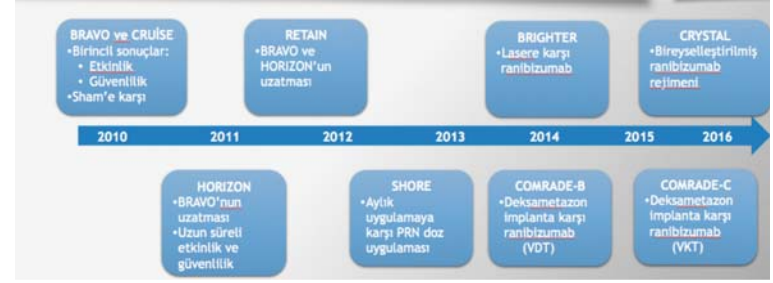 BRAVO ve CRUİSE
•Birincil sonuçlar:
• Etkinlik
• Güvenlilik
•Sham'e karşı
RETAIN
•BRAVO ve
HORIZON'un
uzatması
BRIGHTER
•Lasere karşı
ranibizumab
CRYSTAL
•Bireyselleştirilmiş
ranibizumab
rejimeni
2010 2011 2012 2013 2014 2015 2016
HORIZON
•BRAVO'nun
uzatması
•Uzun süreli
etkinlik ve
güvenlilik
SHORE
•Aylık
uygulamaya
karşı PRN doz
uygulaması
COMRADE-B
•Deksametazon
implanta karşı
ranibizumab
(VDT)
COMRADE-C
•Deksametazon
implanta karşı
ranibizumab
(VKT)